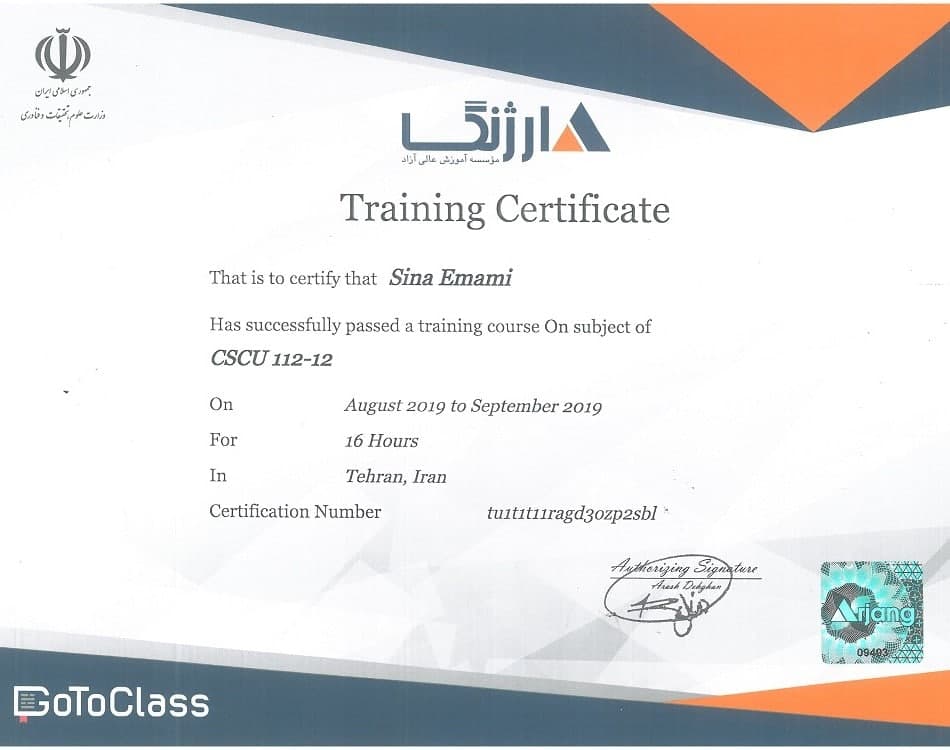 جمهوری اسلامی ایران
وزارت علوم، تحقیقات و فناوری
ارژنگ
مؤسسه آموزش عالی آزاد
Training Certificate
That is to certify that Sina Emami
Has successfully passed a training course On subject of
CSCU 112-12
On August 2019 to September 2019
For 16 Hours
In Tehran, Iran
Certification Number tu1t1t11ragd3ozp2sbl
Authorizing Signature
Arash Dehghan
Arjang
09403
GoToClass